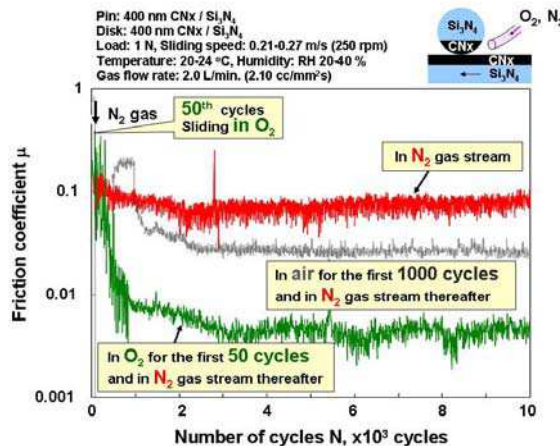 Pin: 400 nm CNx / Si₃N₄
Disk: 400 nm CNx / Si₃N₄
Load: 1 N, Sliding speed: 0.21-0.27 m/s (250 rpm)
Temperature: 20-24 °C, Humidity: RH 20-40 %
Gas flow rate: 2.0 L/min. (2.10 cc/mm²s)
Si₃N₄
CNx
O₂, N₂
CNx
Si₃N₄
1
0.1
0.01
0.001
Friction coefficient μ
N₂ gas
50th cycles
Sliding in O₂
In N₂ gas stream
In air for the first 1000 cycles
and in N₂ gas stream thereafter
In O₂ for the first 50 cycles
and in N₂ gas stream thereafter
0 2 4 6 8 10
Number of cycles N, x10³ cycles